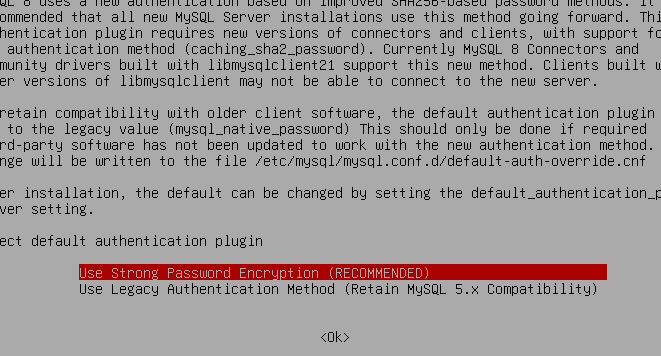 QL 8 uses a new authentication based on improved SHA256-based password methods. It
ommended that all new MySQL Server installations use this method going forward. Thi
hentication plugin requires new versions of connectors and clients, with support fo
authentication method (caching_sha2_password). Currently MySQL 8 Connectors and
munity drivers built with libmysqlclient21 support this new method. Clients built w
er versions of libmysqlclient may not be able to connect to the new server.
retain compatibility with older client software, the default authentication plugin
to the legacy value (mysql_native_password) This should only be done if required
rd-party software has not been updated to work with the new authentication method.
nge will be written to the file /etc/mysql/mysql.conf.d/default-auth-override.cnf
er installation, the default can be changed by setting the default_authentication_p
ver setting.
ect default authentication plugin
Use Strong Password Encryption (RECOMMENDED)
Use Legacy Authentication Method (Retain MySQL 5.x Compatibility)
<Ok>